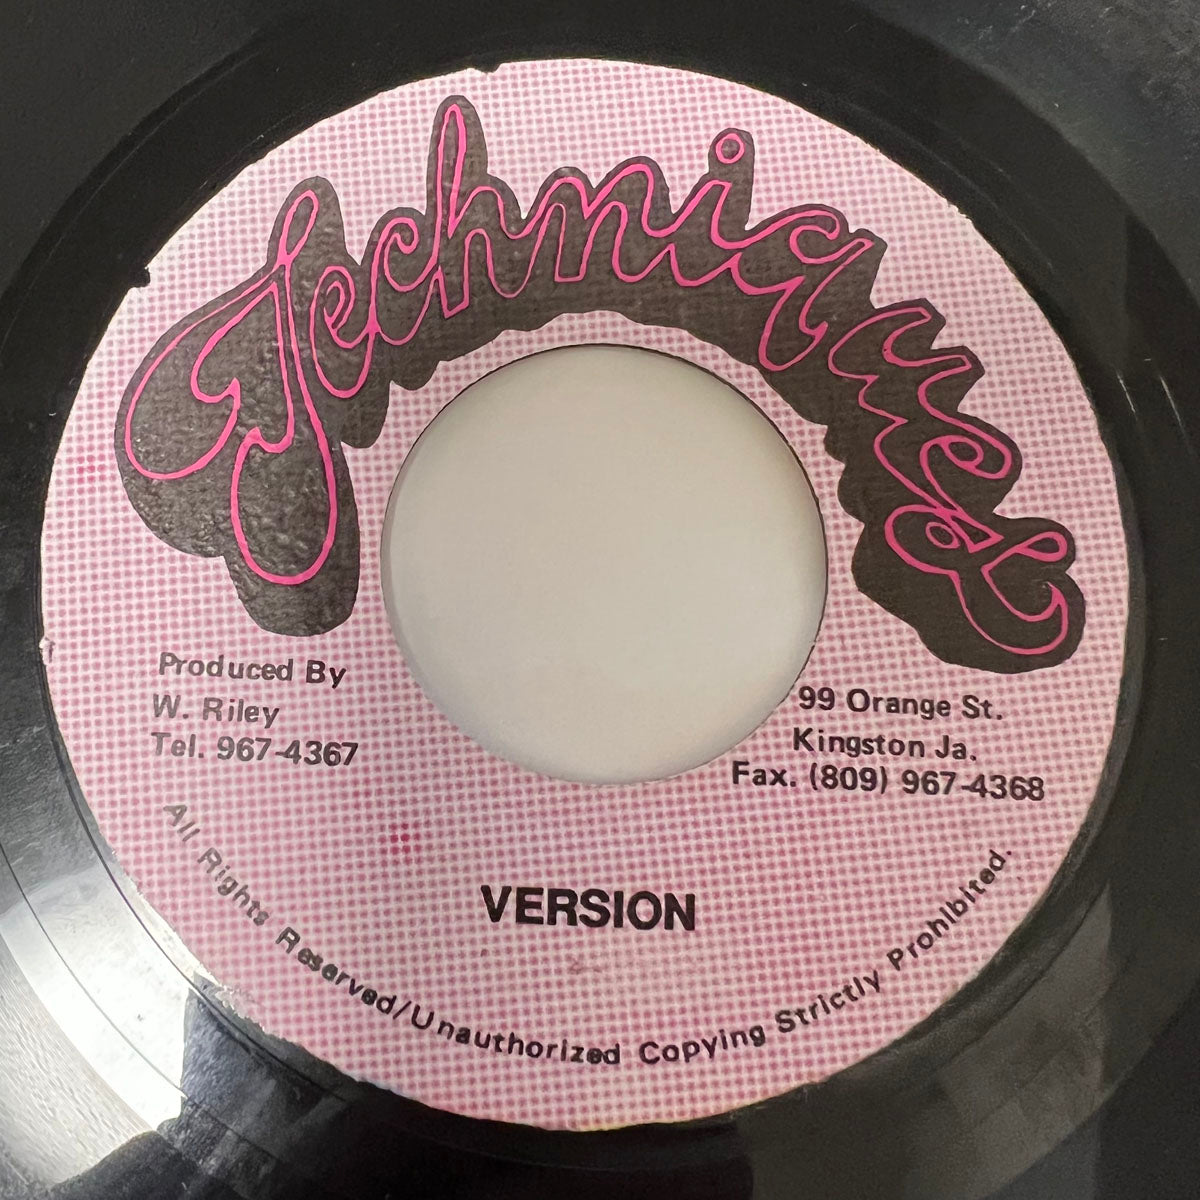 Techniques
Produced By
W. Riley
Tel. 967-4367
99 Orange St.
Kingston Ja.
Fax. (809) 967-4368
VERSION
All Rights Reserved/Unauthorized Copying Strictly Prohibited.